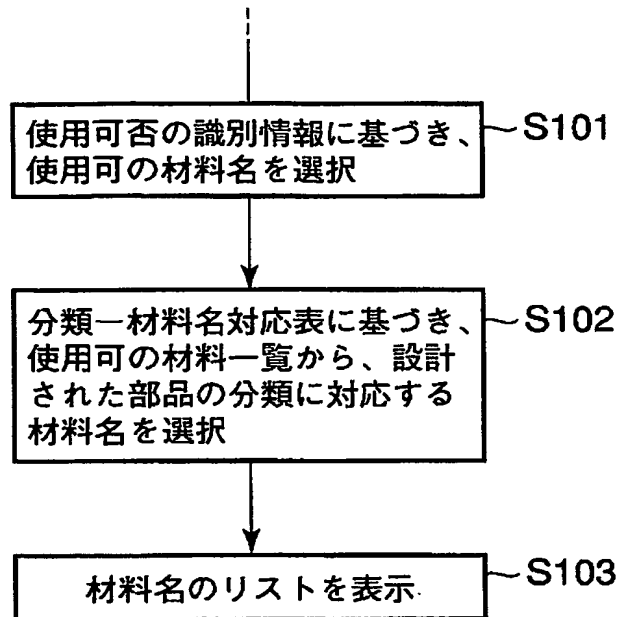 使用可否の識別情報に基づき、
使用可の材料名を選択
S101
分類ー材料名対応表に基づき、
使用可の材料一覧から、設計
された部品の分類に対応する
材料名を選択
S102
材料名のリストを表示
S103